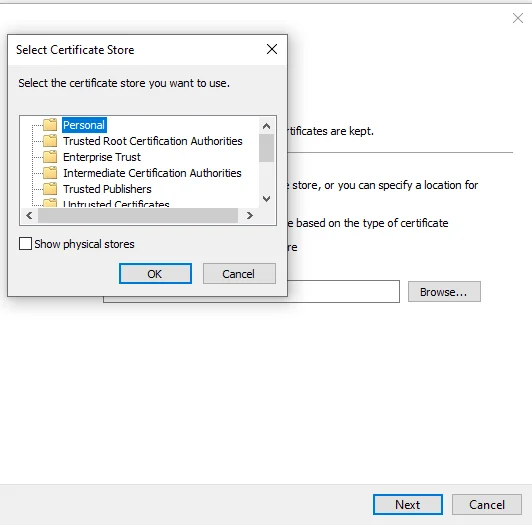 Select Certificate Store
Select the certificate store you want to use.
Personal
Trusted Root Certification Authorities
Enterprise Trust
Intermediate Certification Authorities
Trusted Publishers
Untrusted Certificates
Show physical stores
OK
Cancel
rtificates are kept.
e store, or you can specify a location for
e based on the type of certificate
re
Browse...
Next
Cancel